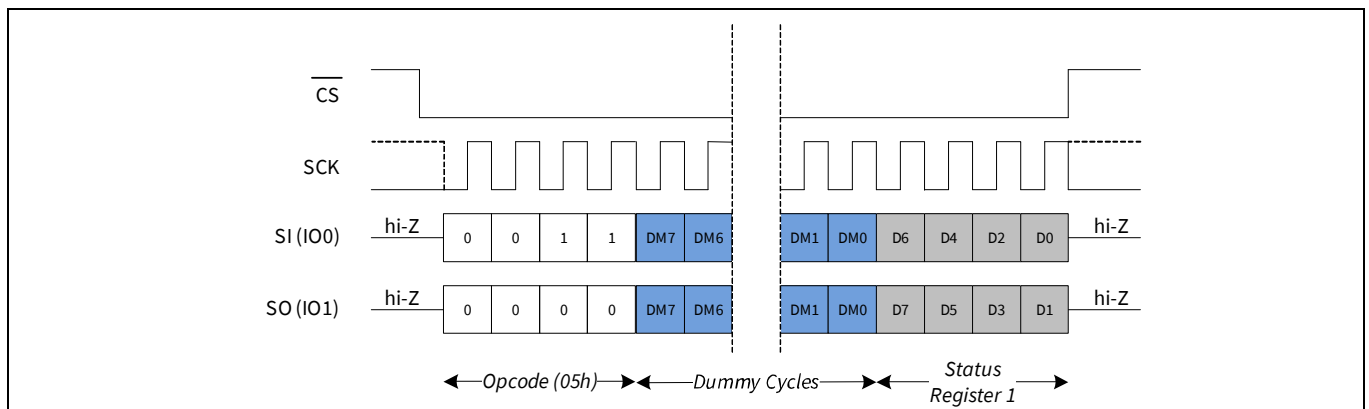 CS
SCK
hi-Z
SI (IO0)
0 0 1 1 DM7 DM6 DM1 DM0 D6 D4 D2 D0
hi-Z
hi-Z
SO (IO1)
0 0 0 0 DM7 DM6 DM1 DM0 D7 D5 D3 D1
hi-Z
Opcode (05h)
Dummy Cycles
Status
Register 1